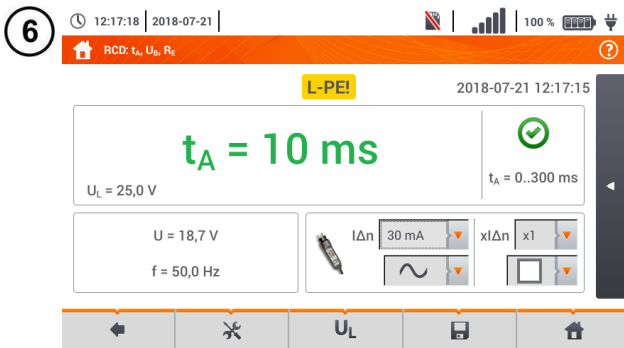 6
12:17:18 2018-07-21 100 %
RCD: tA, UB, RE ?
L-PE! 2018-07-21 12:17:15
tA = 10 ms
tA = 0..300 ms
UL = 25,0 V
U = 18,7 V
f = 50,0 Hz
IΔn 30 mA xIΔn x1
UL